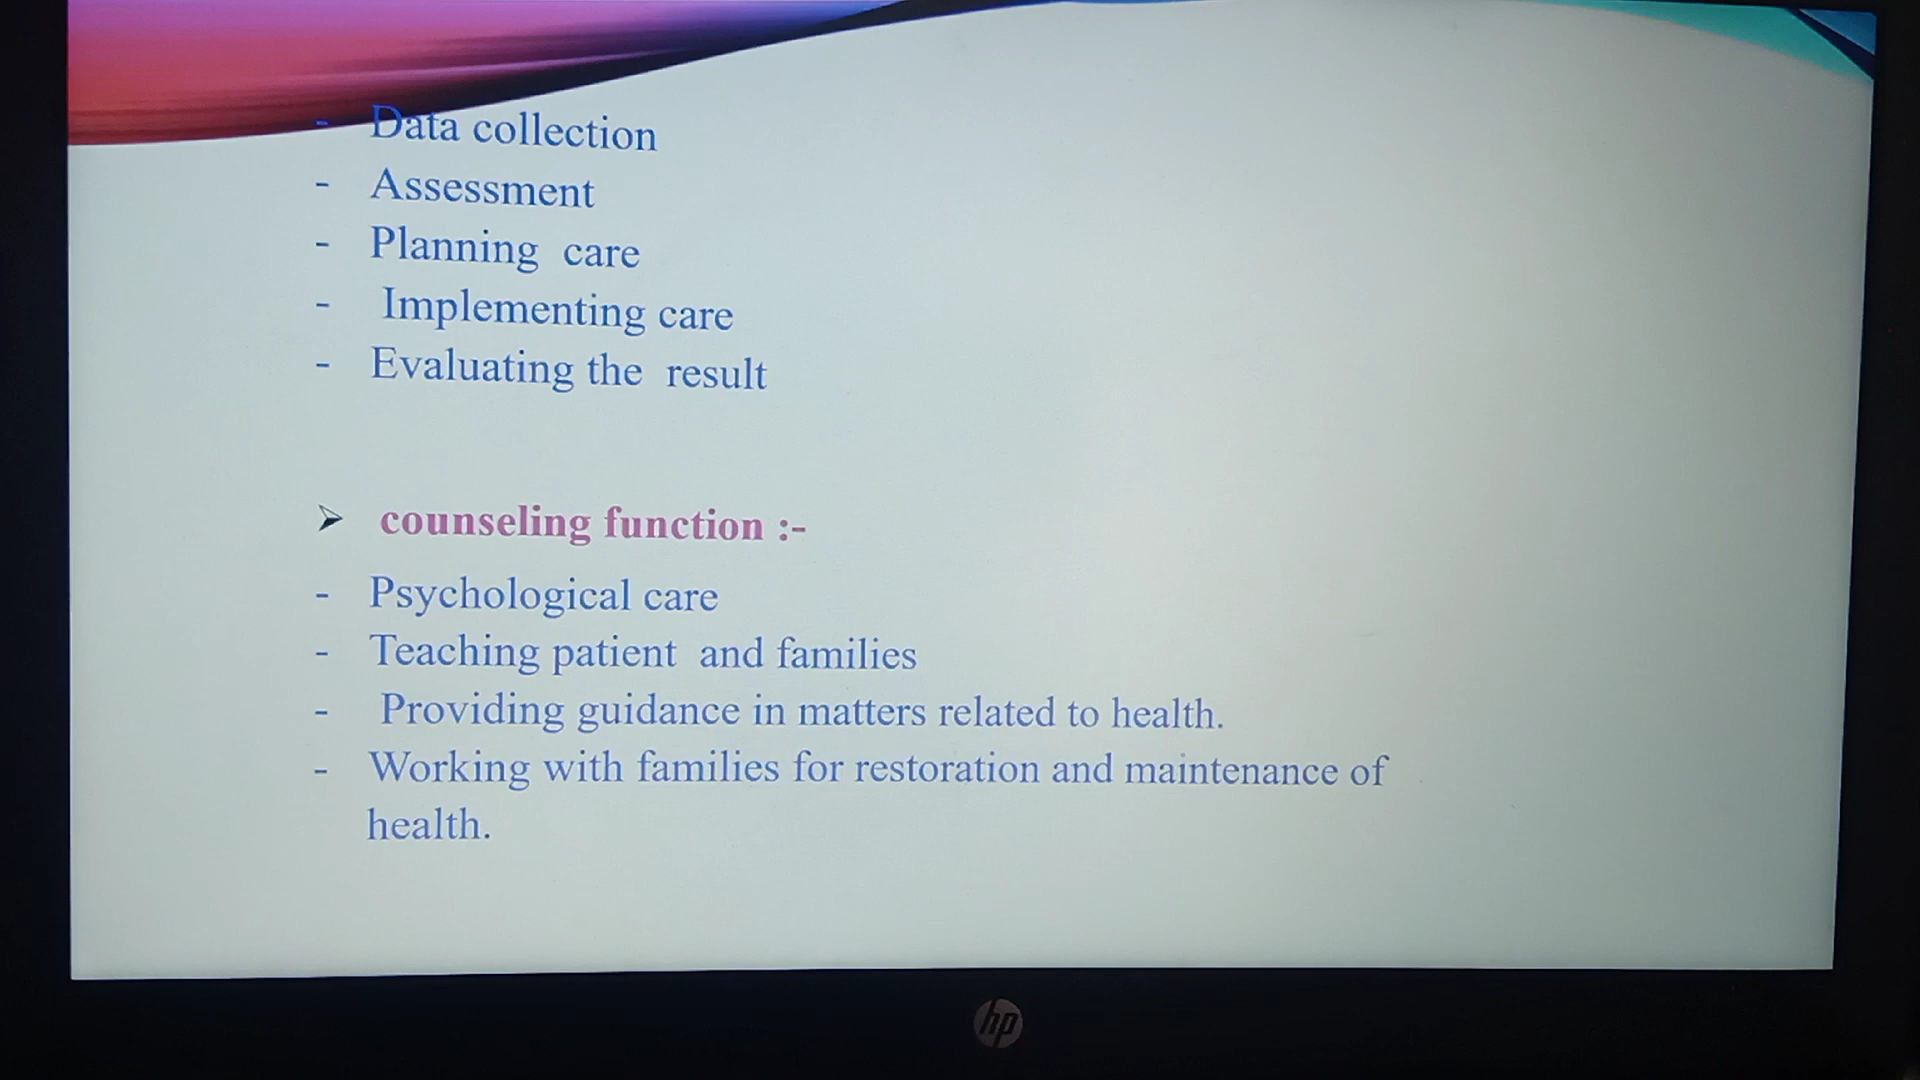 - Data collection
- Assessment
- Planning care
- Implementing care
- Evaluating the result
➢ counseling function :-
- Psychological care
- Teaching patient and families
- Providing guidance in matters related to health.
- Working with families for restoration and maintenance of
health.
hp